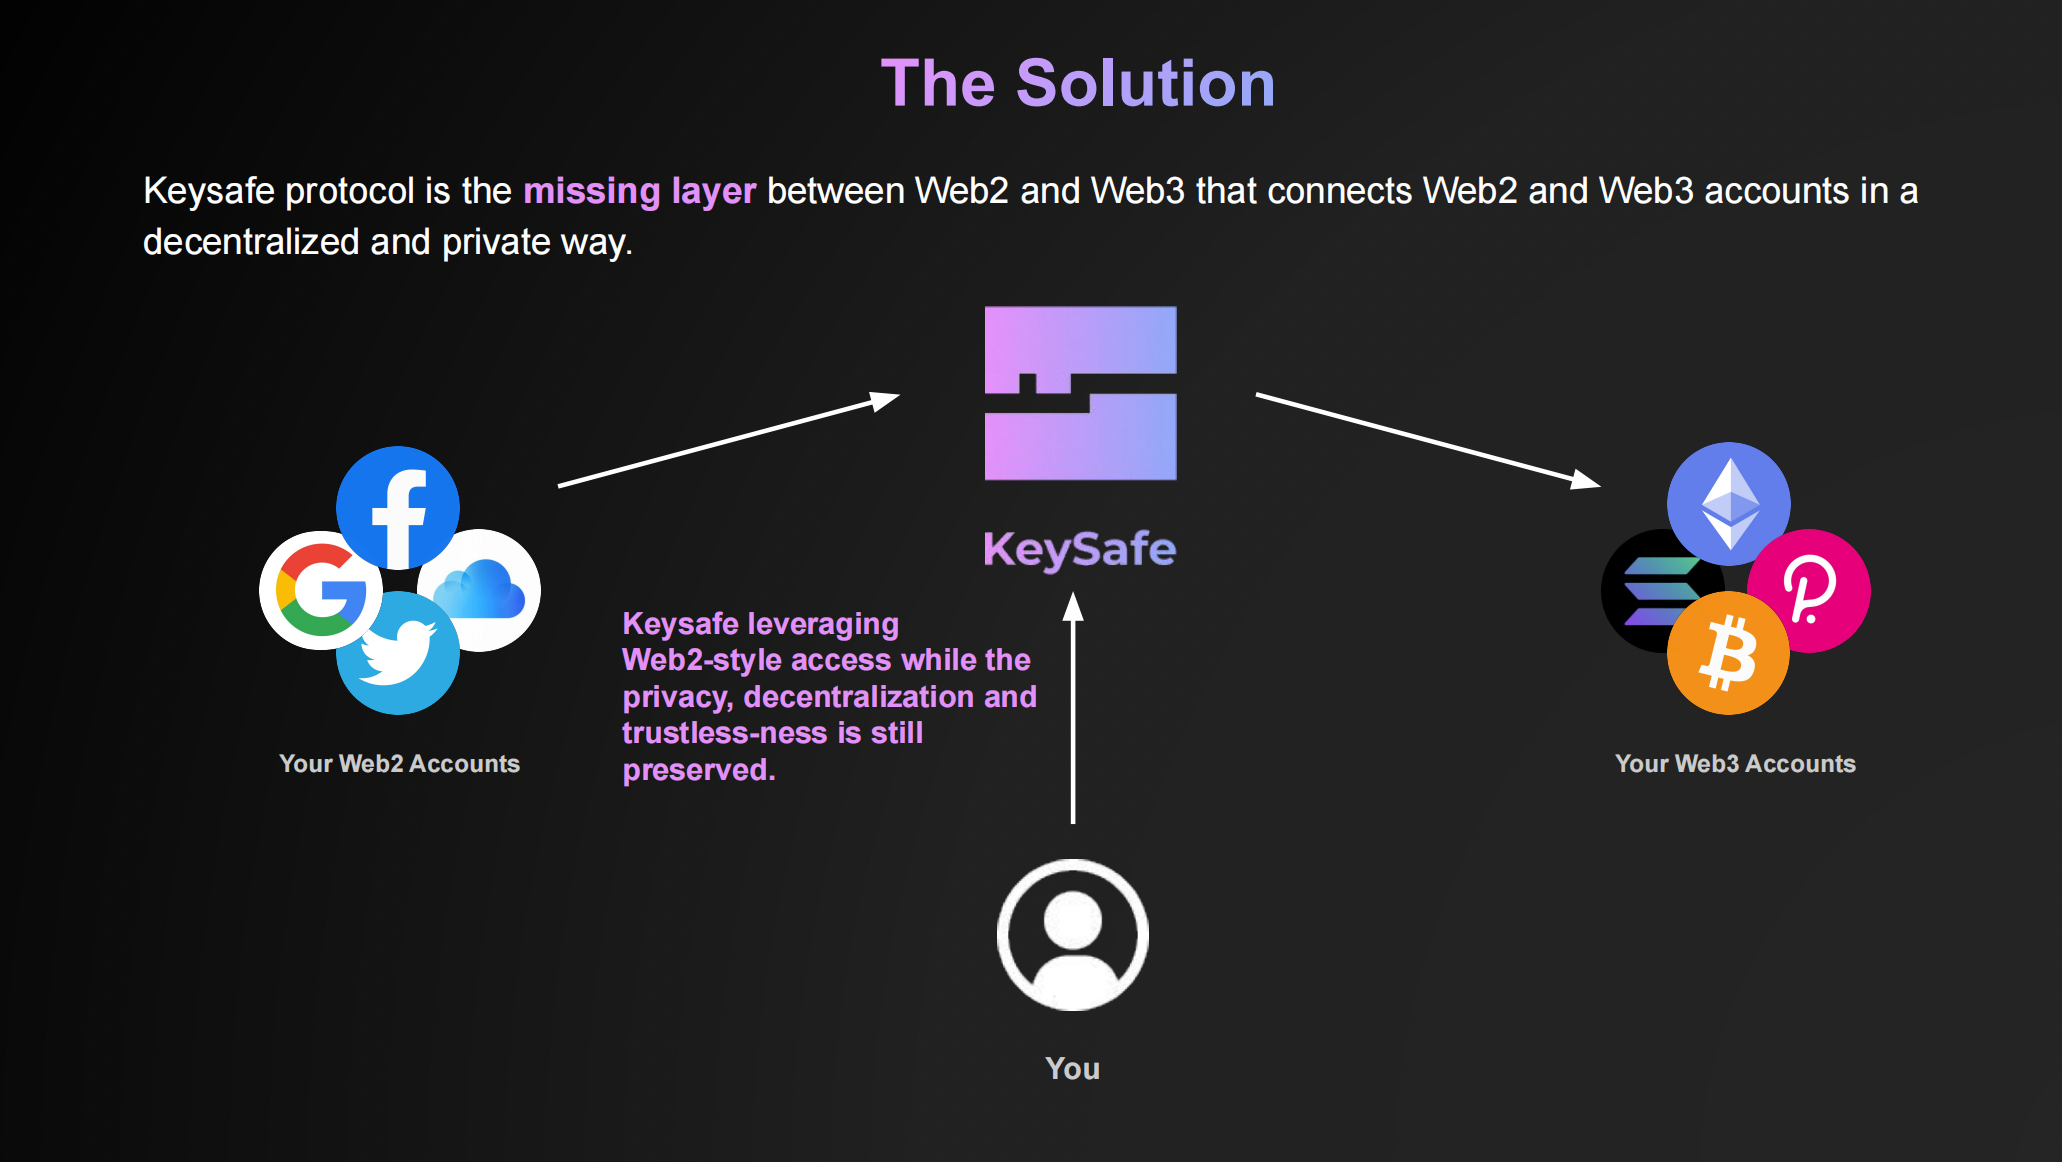 The Solution
Keysafe protocol is the missing layer between Web2 and Web3 that connects Web2 and Web3 accounts in a
decentralized and private way.
KeySafe
Keysafe leveraging
Web2-style access while the
privacy, decentralization and
trustless-ness is still
preserved.
Your Web2 Accounts
Your Web3 Accounts
You